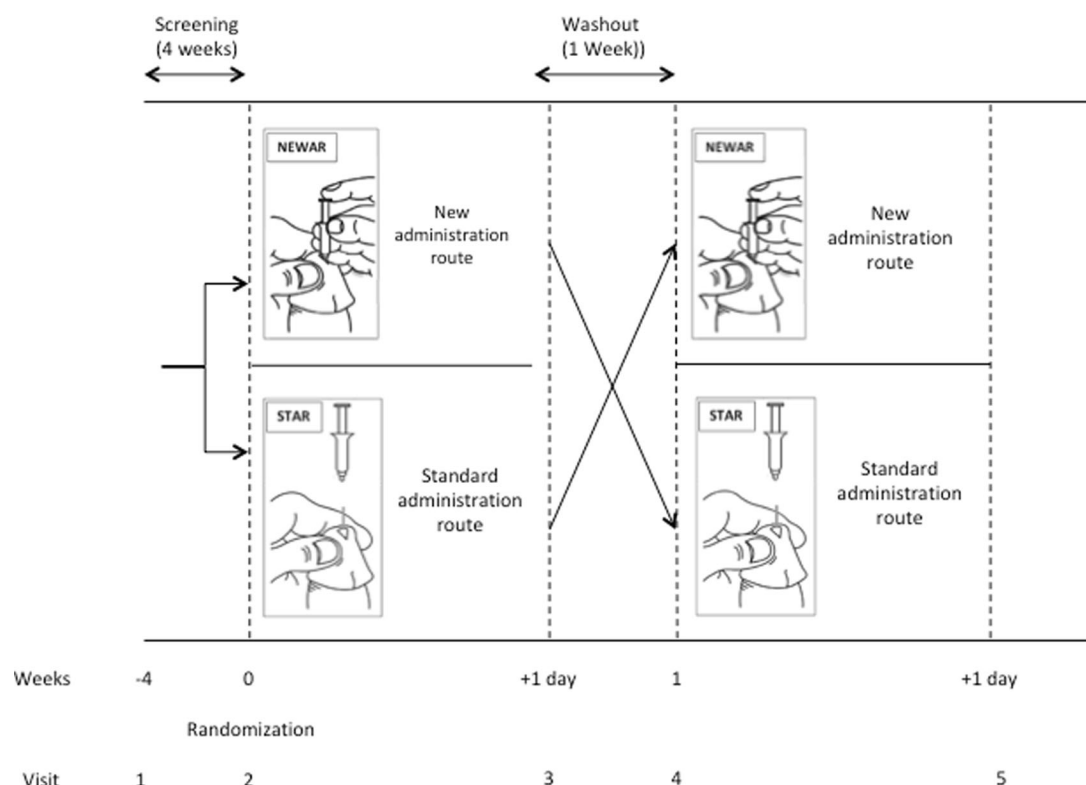 Screening
(4 weeks)
Washout
(1 Week))
NEWAR
New
administration
route
NEWAR
New
administration
route
STAR
Standard
administration
route
STAR
Standard
administration
route
Weeks -4 0 +1 day 1 +1 day
Randomization
Visit 1 2 3 4 5